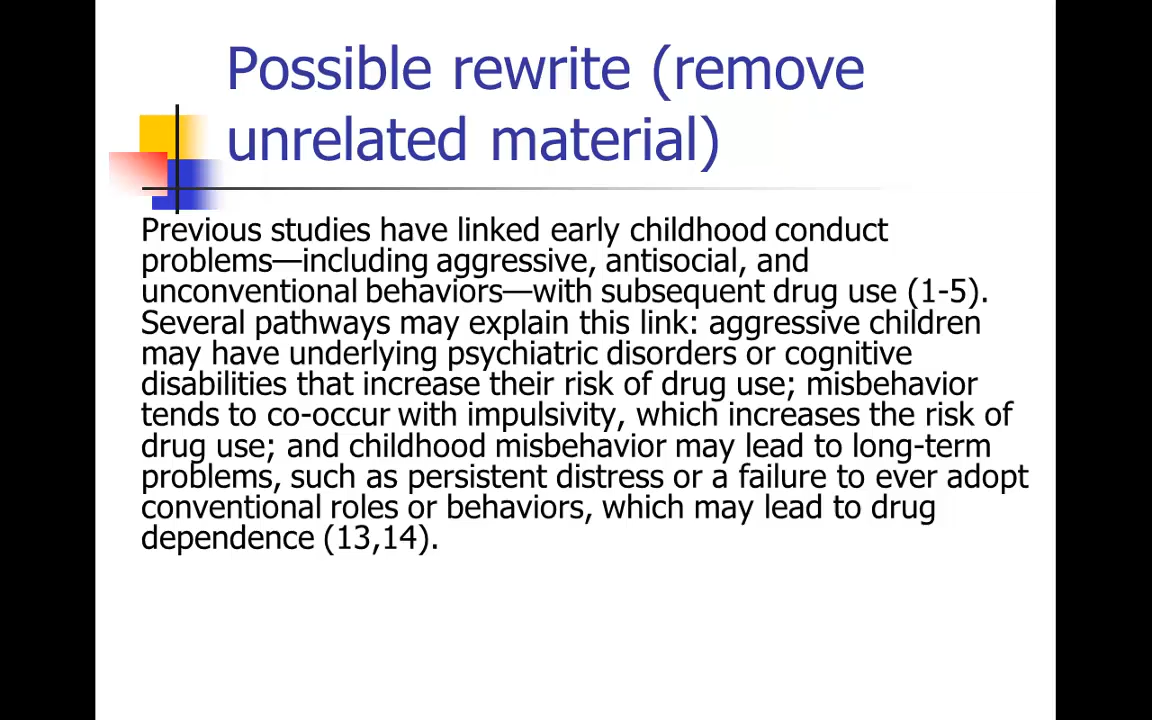 Possible rewrite (remove
unrelated material)
Previous studies have linked early childhood conduct
problems—including aggressive, antisocial, and
unconventional behaviors—with subsequent drug use (1-5).
Several pathways may explain this link: aggressive children
may have underlying psychiatric disorders or cognitive
disabilities that increase their risk of drug use; misbehavior
tends to co-occur with impulsivity, which increases the risk of
drug use; and childhood misbehavior may lead to long-term
problems, such as persistent distress or a failure to ever adopt
conventional roles or behaviors, which may lead to drug
dependence (13,14).